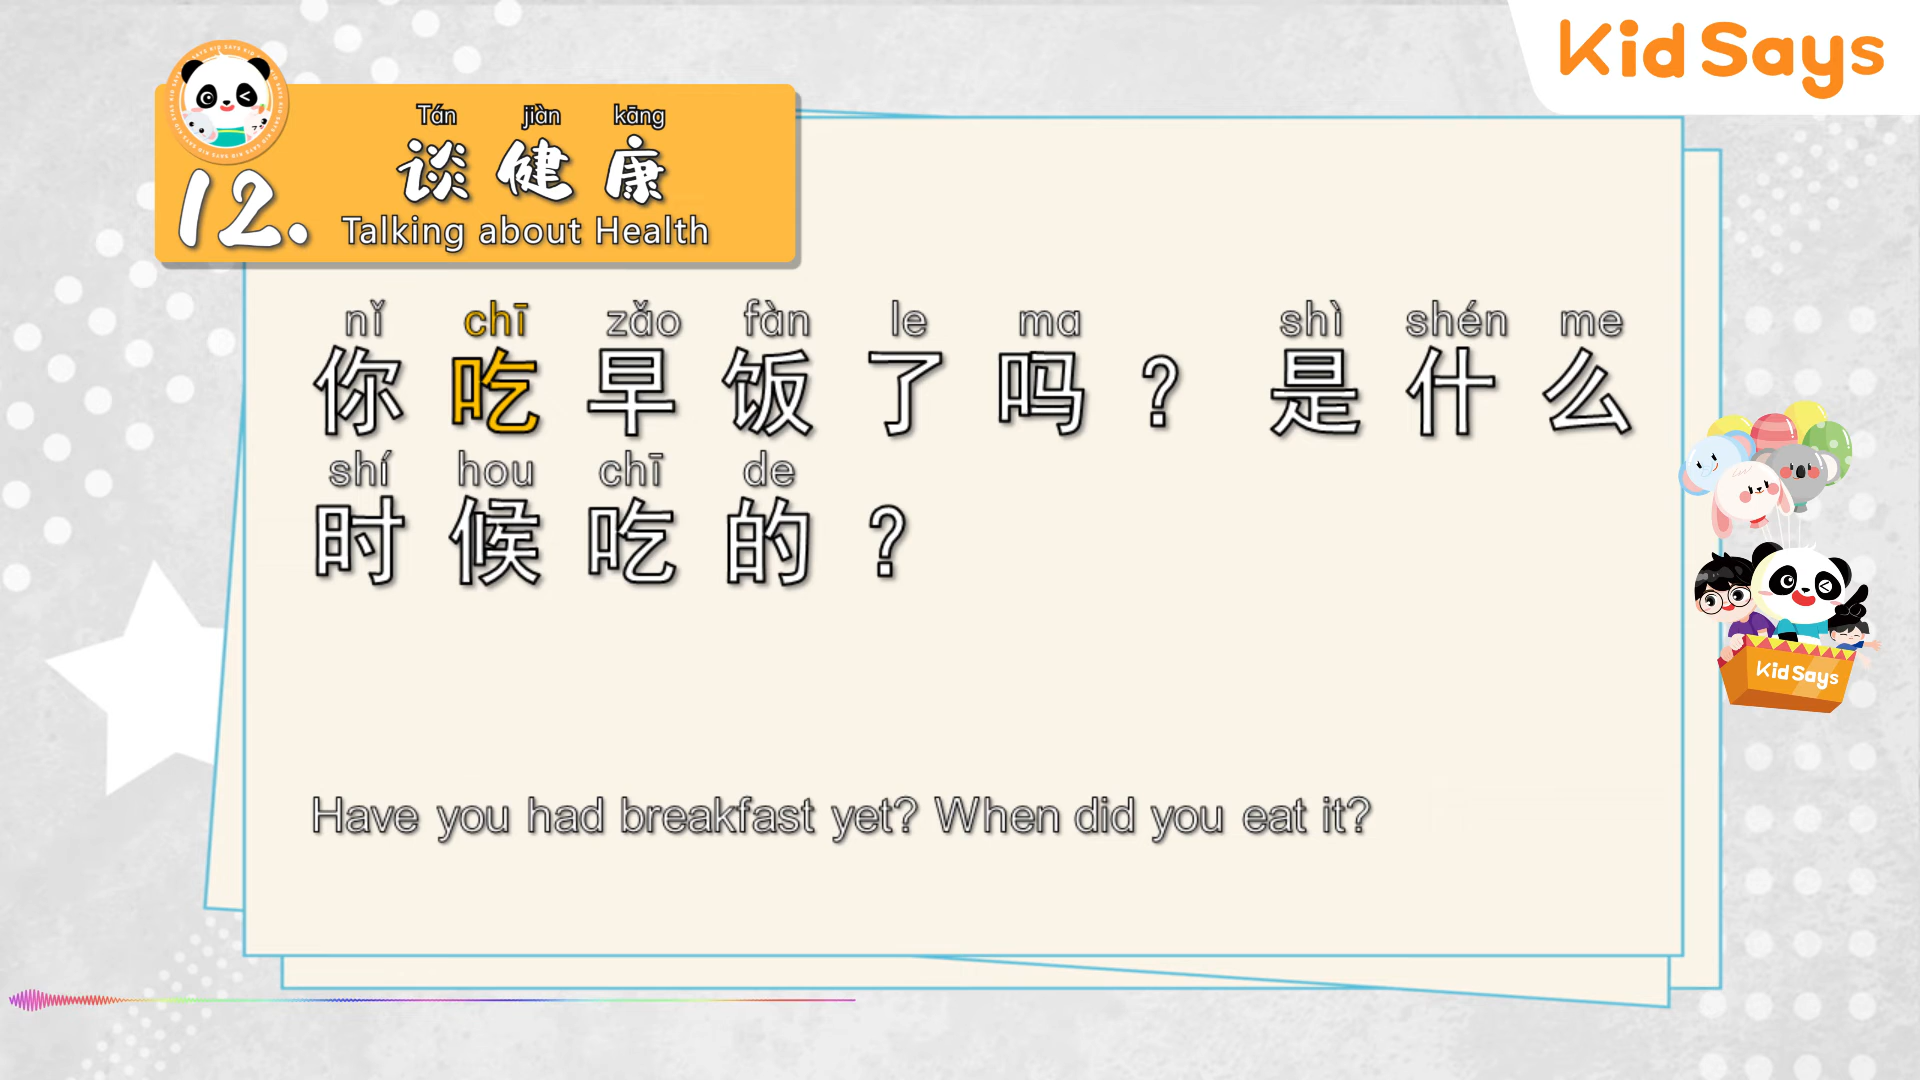 Kid Says
Tán jiàn kāng
谈健康
12.
Talking about Health
nǐ chī zǎo fàn le ma shì shén me
你吃早饭了吗？是什么
shí hou chī de
时候吃的？
Have you had breakfast yet? When did you eat it?
Kid Says